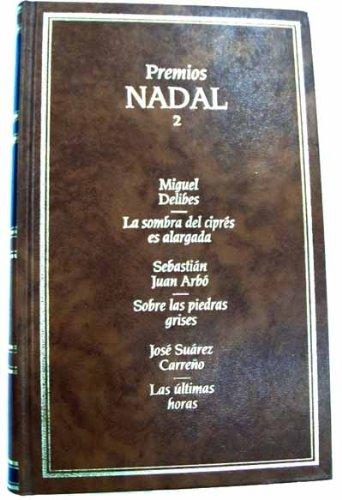 Premios
NADAL
2
Miguel
Delibes
La sombra del ciprés
es alargada
Sebastián
Juan Arbó
Sobre las piedras
grises
José Suárez
Carreño
Las últimas
horas